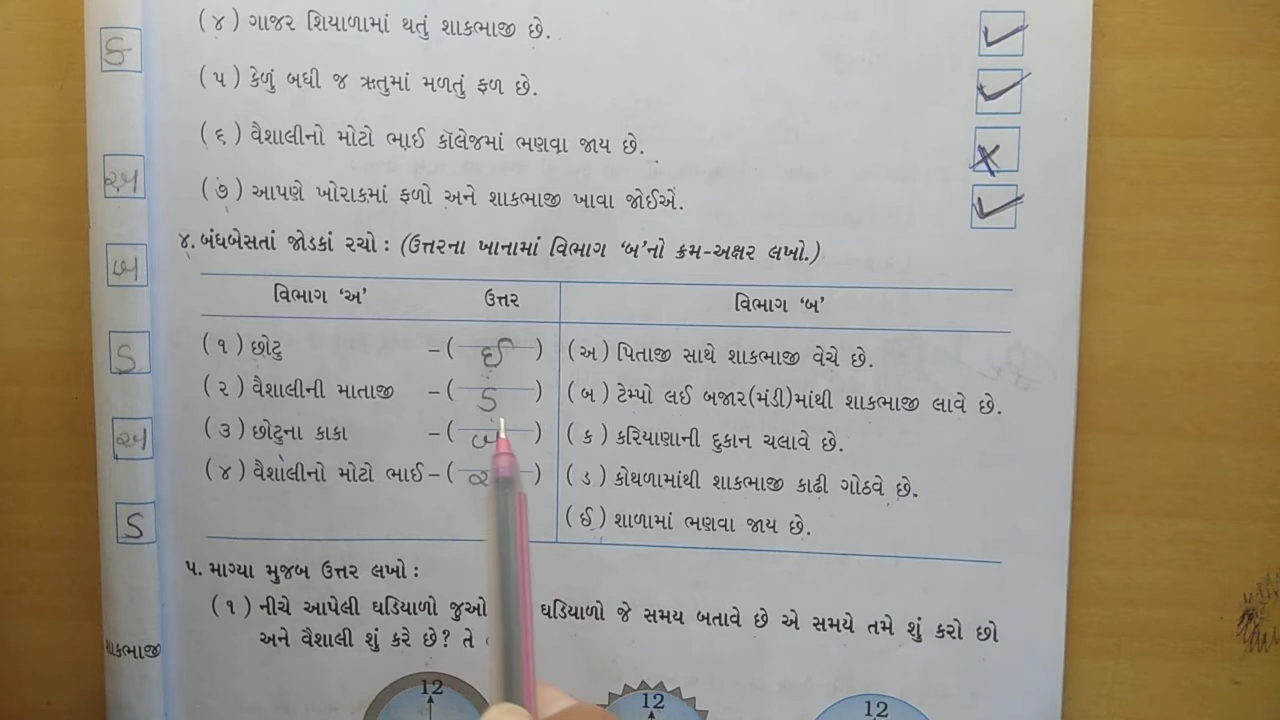 (૪) ગાજર શિયાળામાં થતું શાકભાજી છે.
ક
(૫) કેળું બધી જ ઋતુમાં મળતું ફળ છે.
(૬) વૈશાલીનો મોટો ભાઈ કૉલેજમાં ભણવા જાય છે.
અ
(૭) આપણે ખોરાકમાં ફળો અને શાકભાજી ખાવા જોઈએ.
૪. બંધબેસતાં જોડકાં રચો : (ઉત્તરના ખાનામાં વિભાગ ‘બ’નો ક્રમ-અક્ષર લખો.)
બ
વિભાગ ‘અ’ ઉત્તર વિભાગ ‘બ’
ડ
(૧) છોટુ – ( ઈ ) (અ) પિતાજી સાથે શાકભાજી વેચે છે.
(૨) વૈશાલીની માતાજી – ( ડ ) (બ) ટેમ્પો લઈ બજાર(મંડી)માંથી શાકભાજી લાવે છે.
અ
(૩) છોટુના કાકા – ( બ ) (ક) કરિયાણાની દુકાન ચલાવે છે.
(૪) વૈશાલીનો મોટો ભાઈ – ( ) (ડ) કોથળામાંથી શાકભાજી કાઢી ગોઠવે છે.
ડ
(ઈ) શાળામાં ભણવા જાય છે.
૫. માગ્યા મુજબ ઉત્તર લખો :
(૧) નીચે આપેલી ઘડિયાળો જુઓ ઘડિયાળો જે સમય બતાવે છે એ સમયે તમે શું કરો છો
અને વૈશાલી શું કરે છે? તે
શાકભાજી
12 12 12